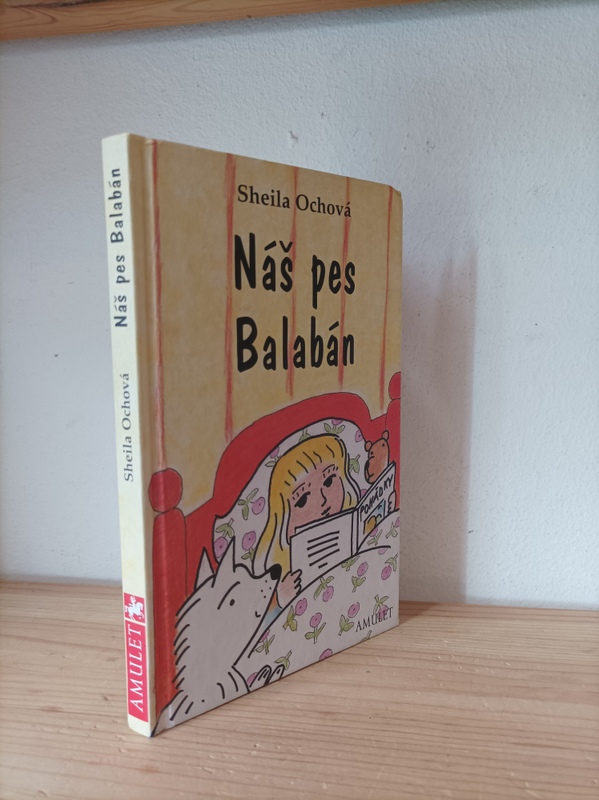 Sheila Ochová
Náš pes
Balabán
POHÁDKY
AMULET
Náš pes Balabán
Sheila Ochová
AMULET